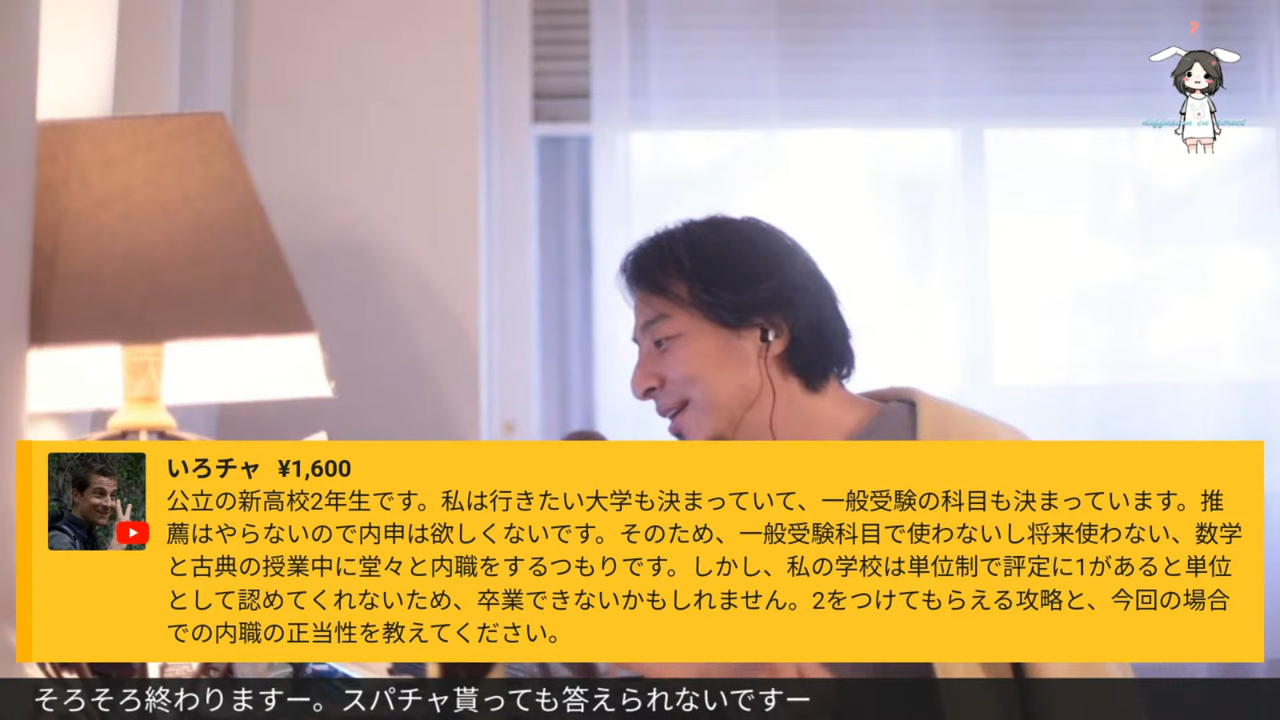 いろチャ ¥1,600
公立の新高校2年生です。私は行きたい大学も決まっていて、一般受験の科目も決まっています。推
薦はやらないので内申は欲しくないです。そのため、一般受験科目で使わないし将来使わない、数学
と古典の授業中に堂々と内職をするつもりです。しかし、私の学校は単位制で評定に1があると単位
として認めてくれないため、卒業できないかもしれません。2をつけてもらえる攻略と、今回の場合
での内職の正当性を教えてください。
そろそろ終わりますー。スパチャ貰っても答えられないですー